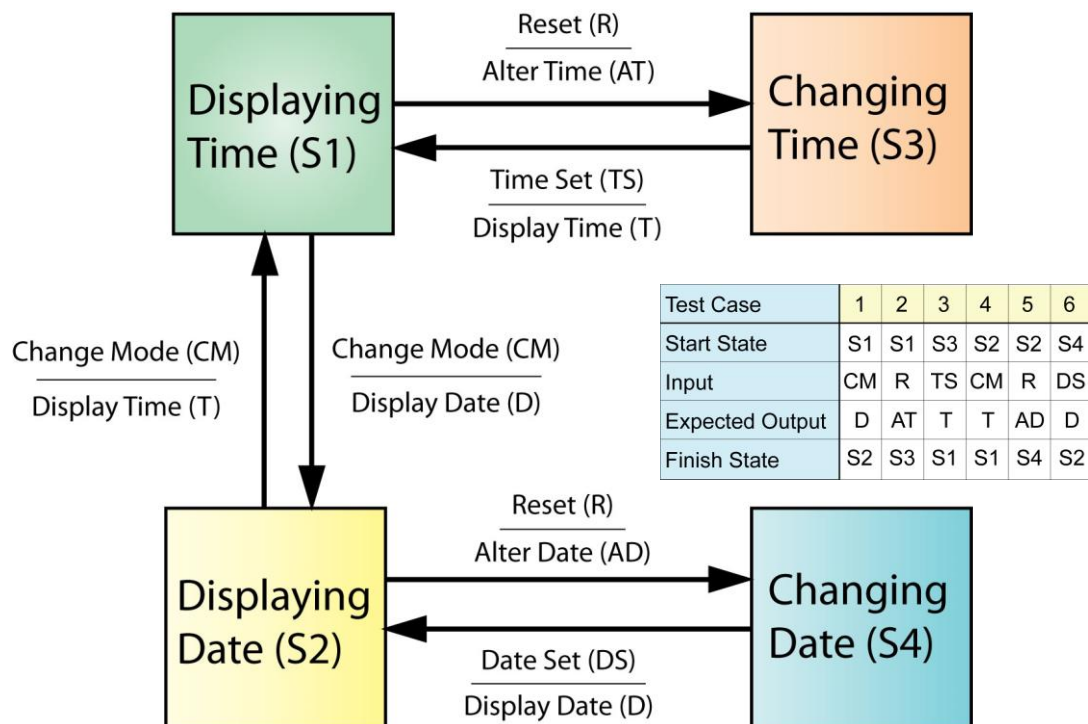 Displaying
Time (S1)
Reset (R)
Alter Time (AT)
Time Set (TS)
Display Time (T)
Changing
Time (S3)
Change Mode (CM)
Display Time (T)
Change Mode (CM)
Display Date (D)
Test Case 1 2 3 4 5 6
Start State S1 S1 S3 S2 S2 S4
Input CM R TS CM R DS
Expected Output D AT T T AD D
Finish State S2 S3 S1 S1 S4 S2
Displaying
Date (S2)
Reset (R)
Alter Date (AD)
Date Set (DS)
Display Date (D)
Changing
Date (S4)